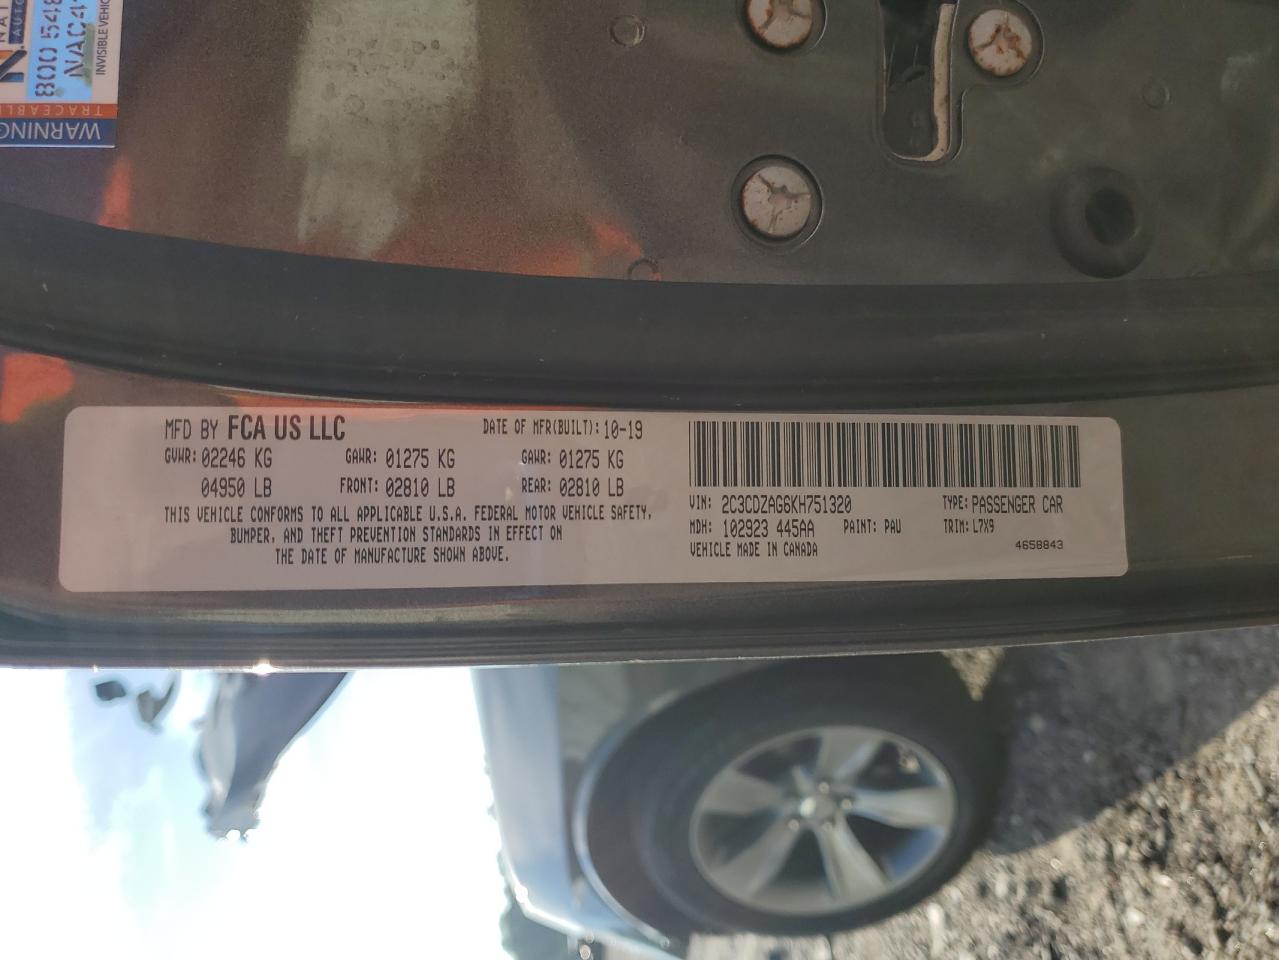 MFD BY FCA US LLC DATE OF MFR(BUILT): 10-19
GVWR: 02246 KG GAWR: 01275 KG GAWR: 01275 KG
04950 LB FRONT: 02810 LB REAR: 02810 LB
THIS VEHICLE CONFORMS TO ALL APPLICABLE U.S.A. FEDERAL MOTOR VEHICLE SAFETY,
BUMPER, AND THEFT PREVENTION STANDARDS IN EFFECT ON
THE DATE OF MANUFACTURE SHOWN ABOVE.
VIN: 2C3CDZAG6KH751320 TYPE: PASSENGER CAR
MDH: 102923 445AA PAINT: PAU TRIM: L7X9
VEHICLE MADE IN CANADA 4658843
WARNING
800 548